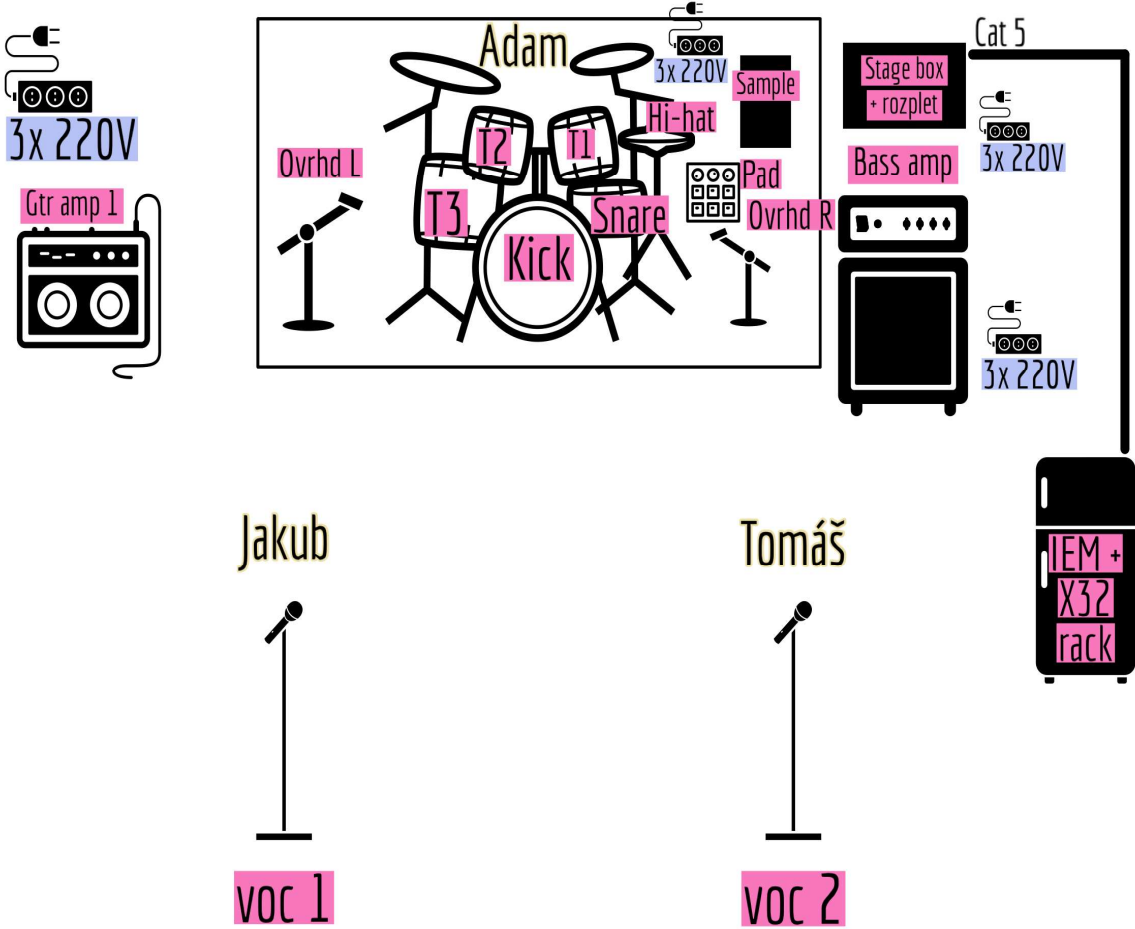 Adam
Cat 5
3x 220V
Sample
Stage box
+ rozplet
3x 220V
Hi-hat
T2
T1
Ovrhd L
Pad
Bass amp
3x 220V
Gtr amp 1
T3
Snare
Ovrhd R
Kick
3x 220V
Jakub
Tomáš
IEM +
X32
rack
voc 1
voc 2